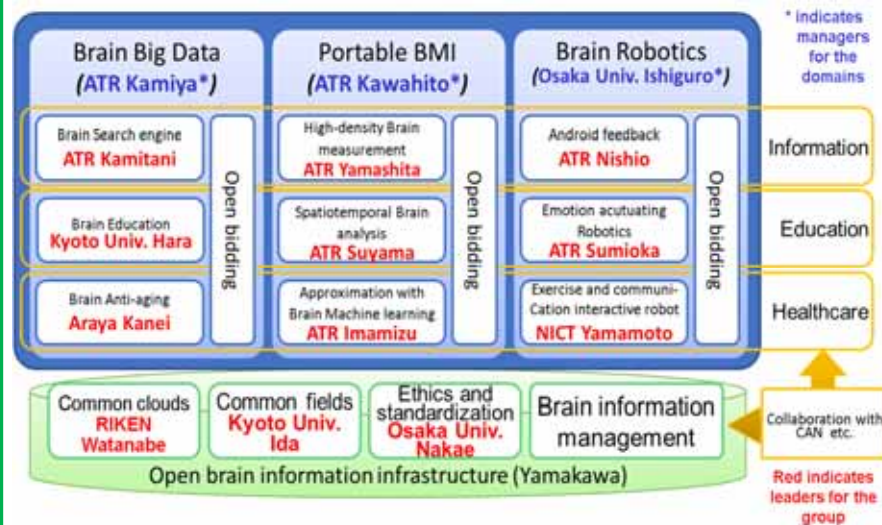 * indicates
managers for the
domains
Brain Big Data
(ATR Kamiya*)
Portable BMI
(ATR Kawahito*)
Brain Robotics
(Osaka Univ. Ishiguro*)
Brain Search engine
ATR Kamitani
High-density Brain
measurement
ATR Yamashita
Android feedback
ATR Nishio
Information
Brain Education
Kyoto Univ. Hara
Spatiotemporal Brain
analysis
ATR Suyama
Emotion acutuating
Robotics
ATR Sumioka
Education
Brain Anti-aging
Araya Kanei
Approximation with
Brain Machine learning
ATR Imamizu
Exercise and communi-
Cation interactive robot
NICT Yamamoto
Healthcare
Open bidding
Open bidding
Open bidding
Common clouds
RIKEN
Watanabe
Common fields
Kyoto Univ.
Ida
Ethics and
standardization
Osaka Univ.
Nakae
Brain information
management
Open brain information infrastructure (Yamakawa)
Collaboration with
CAN etc.
Red indicates
leaders for the
group